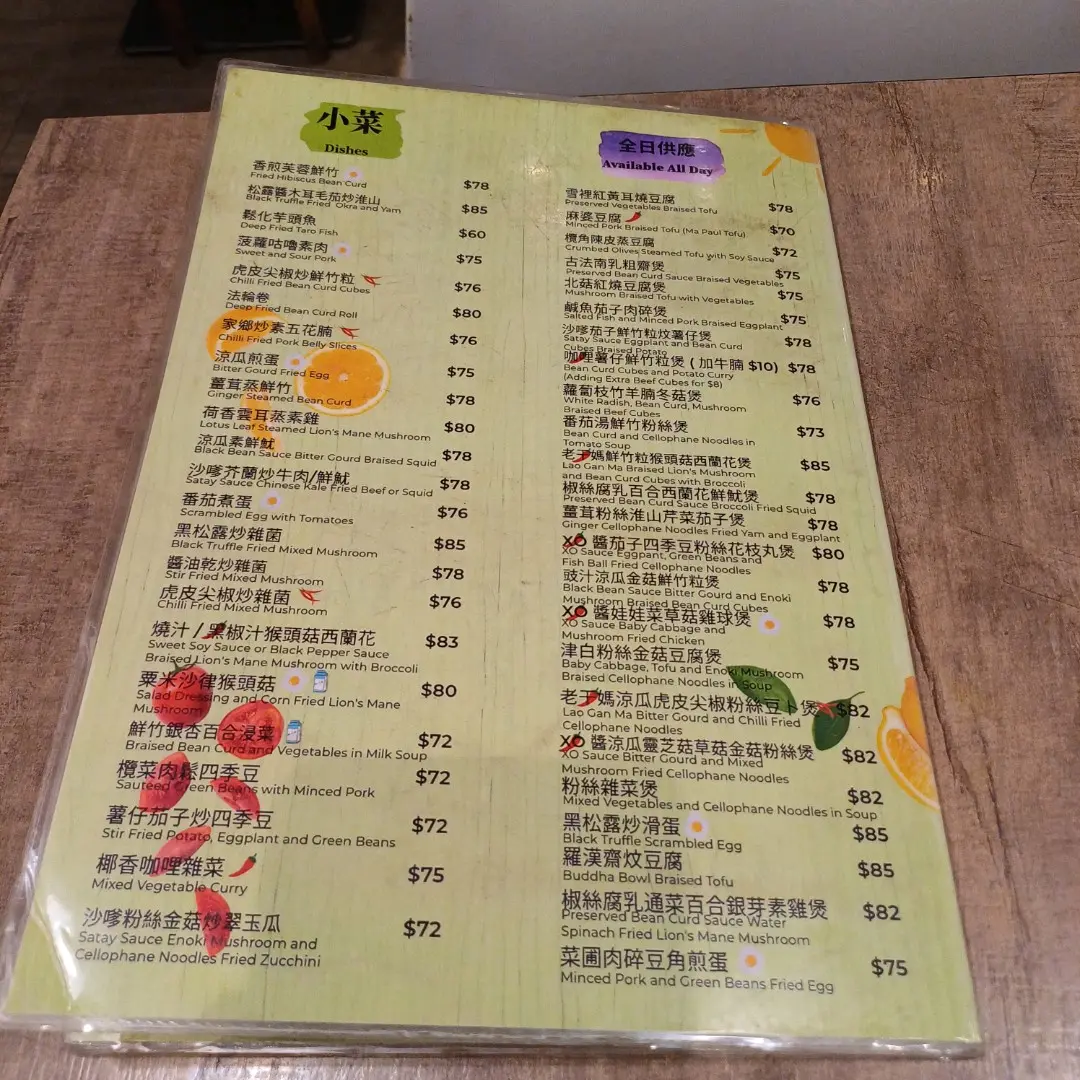 小菜
Dishes
香煎芙蓉鮮竹
Fried Hibiscus Bean Curd
$78
松露醬木耳毛茄炒淮山
Black Truffle Fried Okra and Yam
$85
鬆化芋頭魚
Deep Fried Taro Fish
$60
菠蘿咕嚕素肉
Sweet and Sour Pork
$75
虎皮尖椒炒鮮竹粒
Chilli Fried Bean Curd Cubes
$76
法輪卷
Deep Fried Bean Curd Roll
$80
家鄉炒素五花腩
Chilli Fried Pork Belly Slices
$76
涼瓜煎蛋
Bitter Gourd Fried Egg
$75
薑茸蒸鮮竹
Ginger Steamed Bean Curd
$78
荷香雲耳蒸素雞
Lotus Leaf Steamed Lion's Mane Mushroom
$80
涼瓜素鮮魷
Black Bean Sauce Bitter Gourd Braised Squid
$78
沙嗲芥蘭炒牛肉/鮮魷
Satay Sauce Chinese Kale Fried Beef or Squid
$78
番茄煮蛋
Scrambled Egg with Tomatoes
$76
黑松露炒雜菌
Black Truffle Fried Mixed Mushroom
$85
醬油乾炒雜菌
Stir Fried Mixed Mushroom
$78
虎皮尖椒炒雜菌
Chilli Fried Mixed Mushroom
$76
燒汁 / 黑椒汁猴頭菇西蘭花
Sweet Soy Sauce or Black Pepper Sauce
Braised Lion's Mane Mushroom with Broccoli
$83
粟米沙律猴頭菇
Salad Dressing and Corn Fried Lion's Mane
Mushroom
$80
鮮竹銀杏百合浸菜
Braised Bean Curd and Vegetables in Milk Soup
$72
欖菜肉鬆四季豆
Sauteed Green Beans with Minced Pork
$72
薯仔茄子炒四季豆
Stir Fried Potato, Eggplant and Green Beans
$72
椰香咖哩雜菜
Mixed Vegetable Curry
$75
沙嗲粉絲金菇炒翠玉瓜
Satay Sauce Enoki Mushroom and
Cellophane Noodles Fried Zucchini
$72
全日供應
Available All Day
雪裡紅黃耳燒豆腐
Preserved Vegetables Braised Tofu
$78
麻婆豆腐
Minced Pork Braised Tofu (Ma Paul Tofu)
$70
欖角陳皮蒸豆腐
Crumbed Olives Steamed Tofu with Soy Sauce
$72
古法南乳粗齋煲
Preserved Bean Curd Sauce Braised Vegetables
$75
北菇紅燒豆腐煲
Mushroom Braised Tofu with Vegetables
$75
鹹魚茄子肉碎煲
Salted Fish and Minced Pork Braised Eggplant
$75
沙嗲茄子鮮竹粒炆薯仔煲
Satay Sauce Eggplant and Bean Curd
Cubes Braised Potato
$78
咖哩薯仔鮮竹粒煲 ( 加牛腩 $10)
Bean Curd Cubes and Potato Curry
(Adding Extra Beef Cubes for $8)
$78
蘿蔔枝竹羊腩冬菇煲
White Radish, Bean Curd, Mushroom
Braised Beef Cubes
$76
番茄湯鮮竹粉絲煲
Bean Curd and Cellophane Noodles in
Tomato Soup
$73
老干媽鮮竹粒猴頭菇西蘭花煲
Lao Gan Ma Braised Lion's Mushroom
and Bean Curd Cubes with Broccoli
$85
椒絲腐乳百合西蘭花鮮魷煲
Preserved Bean Curd Sauce Broccoli Fried Squid
$78
薑茸粉絲淮山芹菜茄子煲
Ginger Cellophane Noodles Fried Yam and Eggplant
$78
XO 醬茄子四季豆粉絲花枝丸煲
XO Sauce Eggpant, Green Beans and
Fish Ball Fried Cellophane Noodles
$80
豉汁涼瓜金菇鮮竹粒煲
Black Bean Sauce Bitter Gourd and Enoki
Mushroom Braised Bean Curd Cubes
$78
XO 醬娃娃菜草菇雞球煲
XO Sauce Baby Cabbage and
Mushroom Fried Chicken
$78
津白粉絲金菇豆腐煲
Baby Cabbage, Tofu and Enoki Mushroom
Braised Cellophane Noodles in Soup
$75
老干媽涼瓜虎皮尖椒粉絲豆卜煲
Lao Gan Ma Bitter Gourd and Chilli Fried
Cellophane Noodles
$82
XO 醬涼瓜靈芝菇草菇金菇粉絲煲
XO Sauce Bitter Gourd and Mixed
Mushroom Fried Cellophane Noodles
$82
粉絲雜菜煲
Mixed Vegetables and Cellophane Noodles in Soup
$82
黑松露炒滑蛋
Black Truffle Scrambled Egg
$85
羅漢齋炆豆腐
Buddha Bowl Braised Tofu
$85
椒絲腐乳通菜百合銀芽素雞煲
Preserved Bean Curd Sauce Water
Spinach Fried Lion's Mane Mushroom
$82
菜圃肉碎豆角煎蛋
Minced Pork and Green Beans Fried Egg
$75